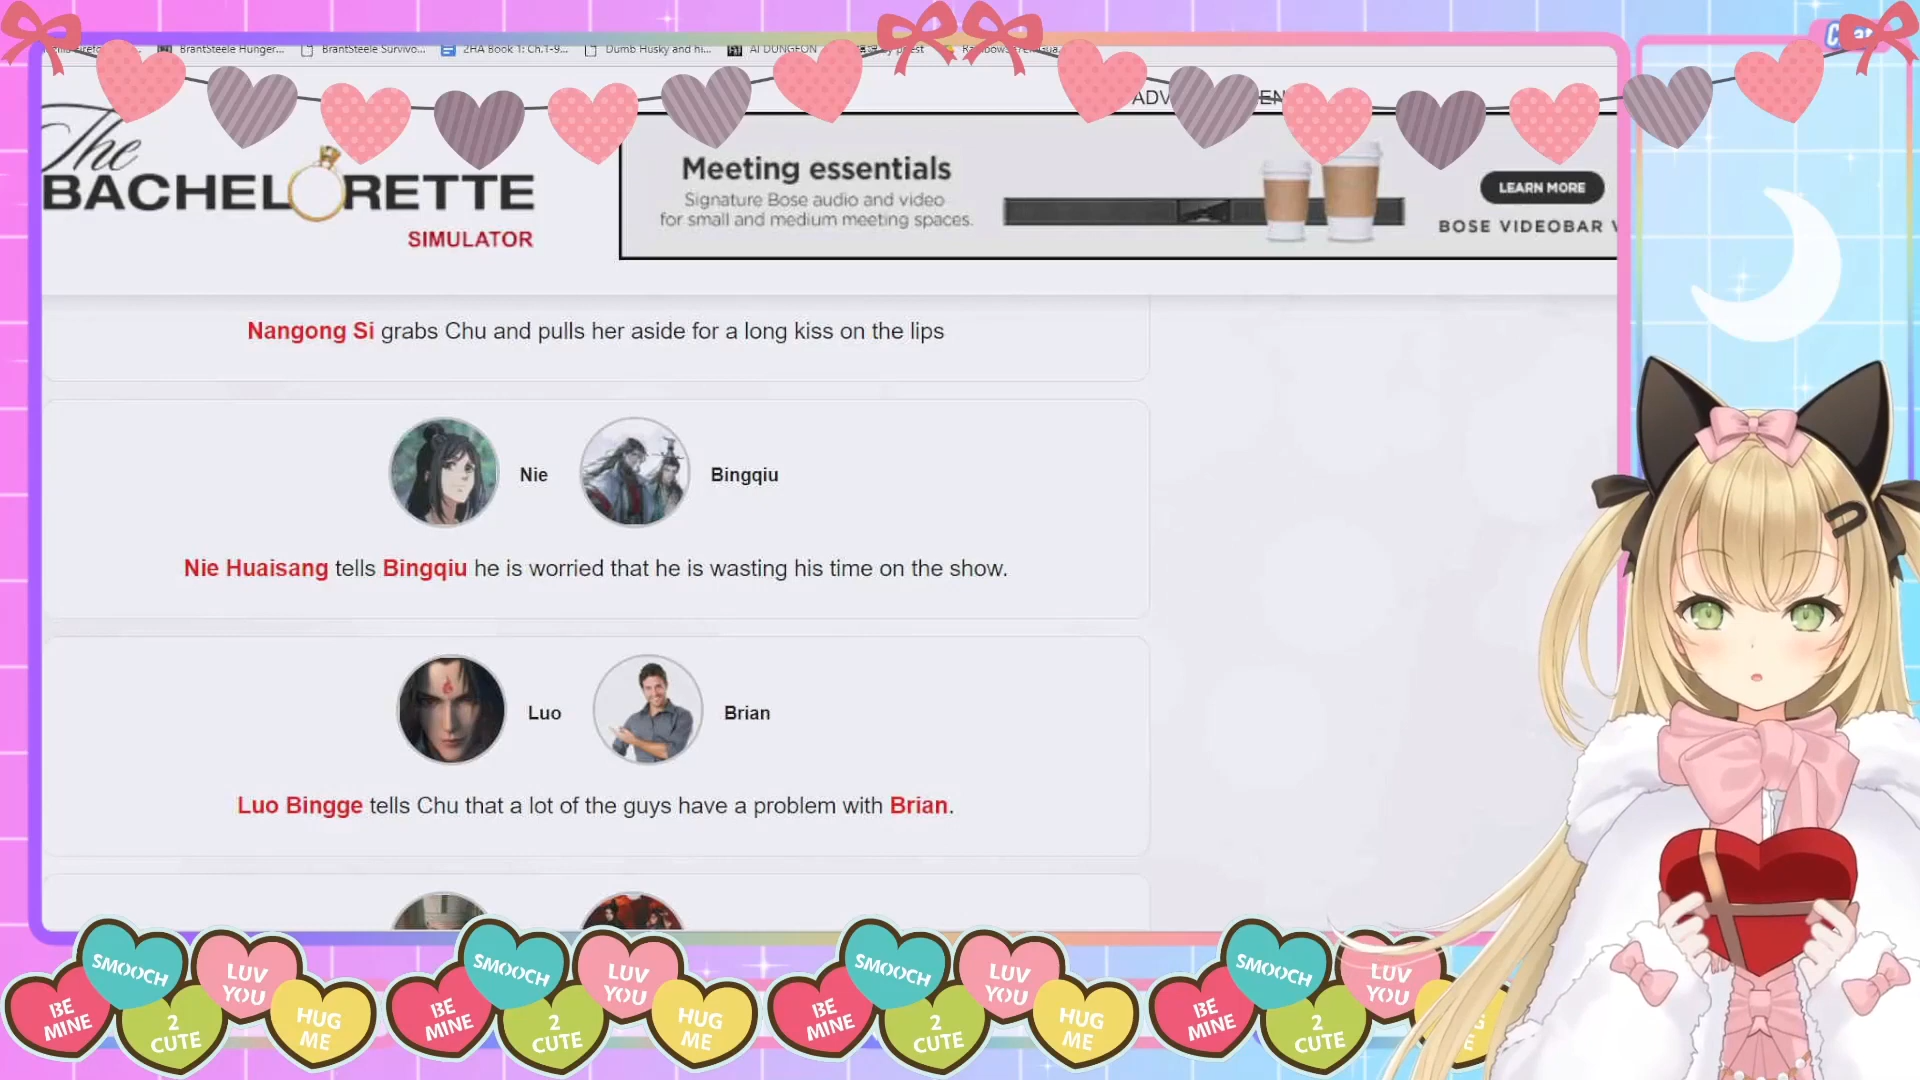 BrantSteele Hunger...
BrantSteele Survivo...
2HA Book 1: Ch.1-9...
Dumb Husky and hi...
AI DUNGEON
The
BACHELORETTE
SIMULATOR
Meeting essentials
Signature Bose audio and video
for small and medium meeting spaces.
LEARN MORE
BOSE VIDEOBAR
Nangong Si grabs Chu and pulls her aside for a long kiss on the lips
Nie
Bingqiu
Nie Huaisang tells Bingqiu he is worried that he is wasting his time on the show.
Luo
Brian
Luo Bingge tells Chu that a lot of the guys have a problem with Brian.
BE MINE
SMOOCH
2 CUTE
LUV YOU
HUG ME
BE MINE
SMOOCH
2 CUTE
LUV YOU
HUG ME
BE MINE
SMOOCH
2 CUTE
LUV YOU
HUG ME
BE MINE
SMOOCH
2 CUTE
LUV YOU